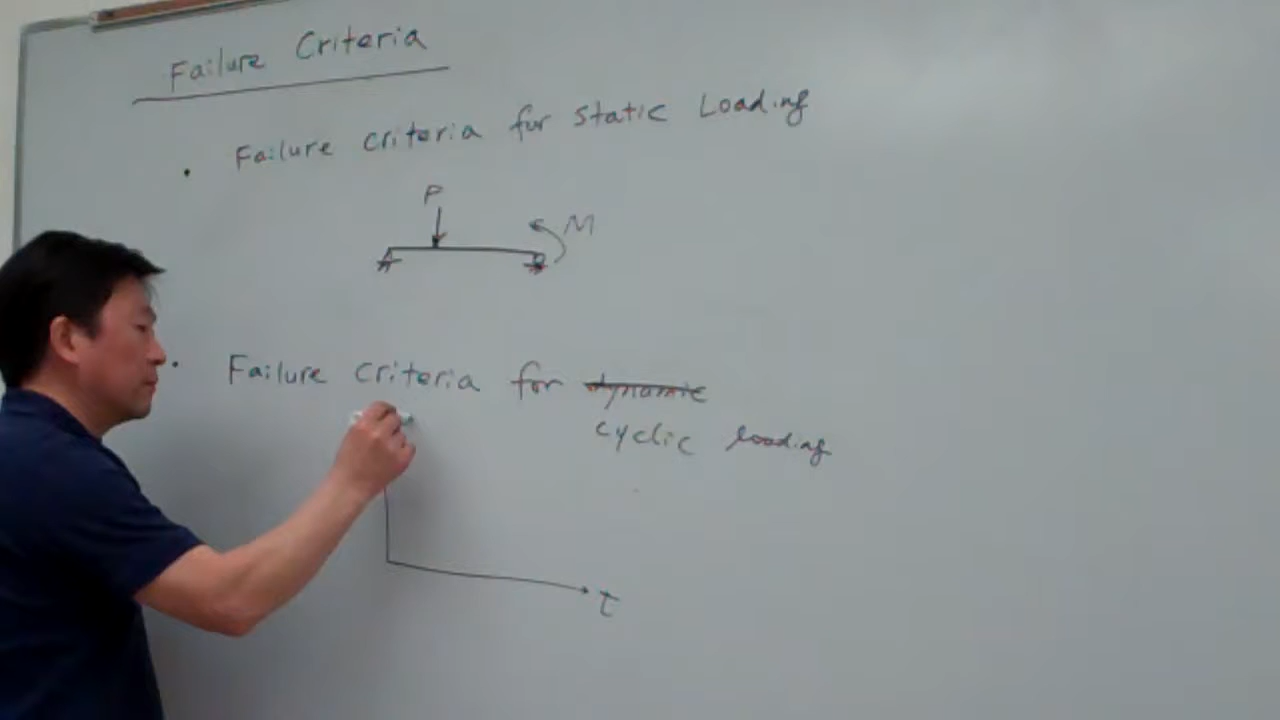 Failure Criteria
. Failure criteria for static Loading
P
M
. Failure criteria for dynamic
cyclic loading
t